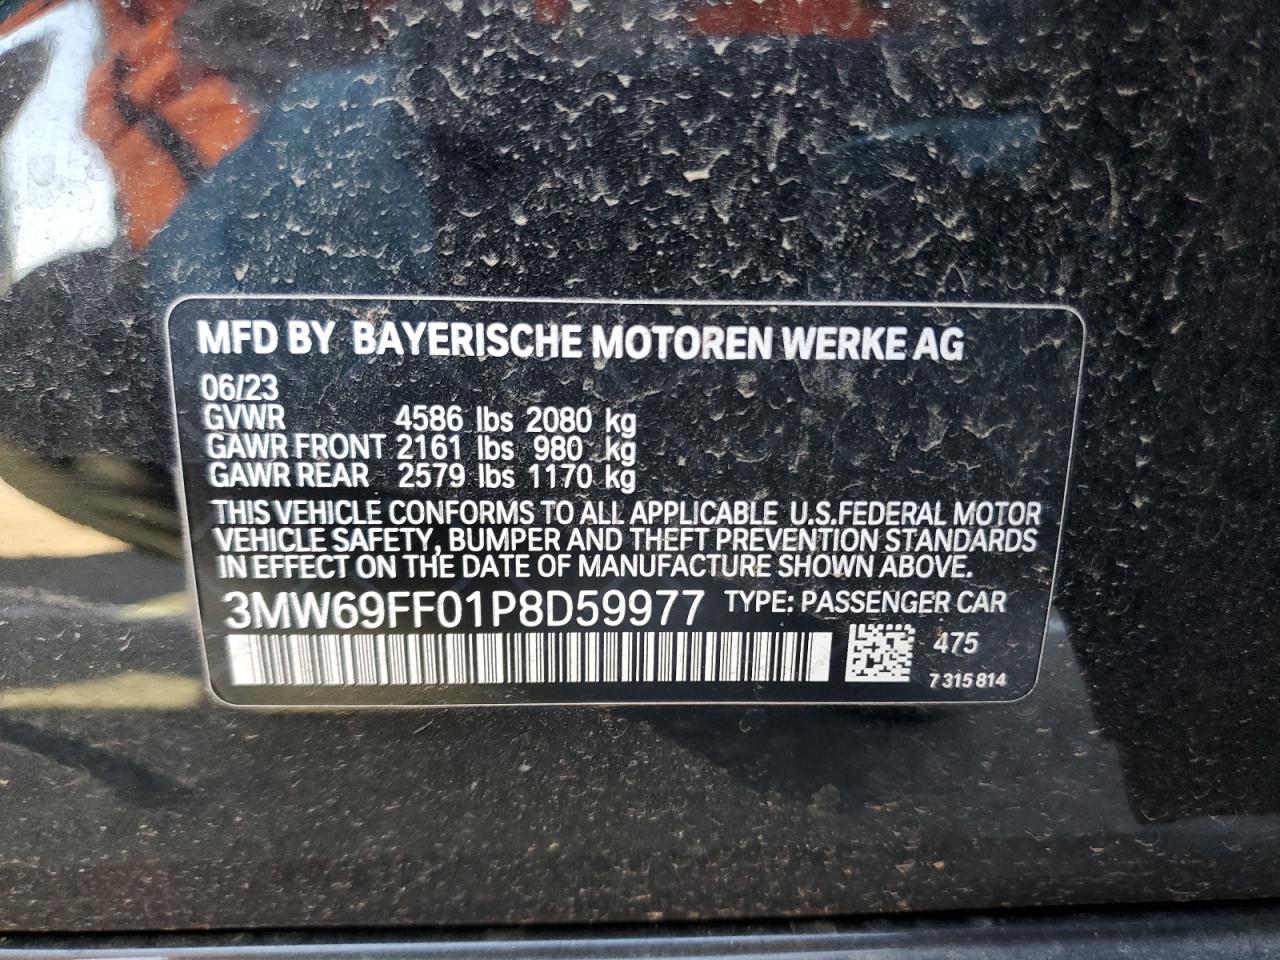 MFD BY BAYERISCHE MOTOREN WERKE AG
06/23
GVWR 4586 lbs 2080 kg
GAWR FRONT 2161 lbs 980 kg
GAWR REAR 2579 lbs 1170 kg
THIS VEHICLE CONFORMS TO ALL APPLICABLE U.S.FEDERAL MOTOR
VEHICLE SAFETY, BUMPER AND THEFT PREVENTION STANDARDS
IN EFFECT ON THE DATE OF MANUFACTURE SHOWN ABOVE.
3MW69FF01P8D59977 TYPE: PASSENGER CAR
475
7 315 814